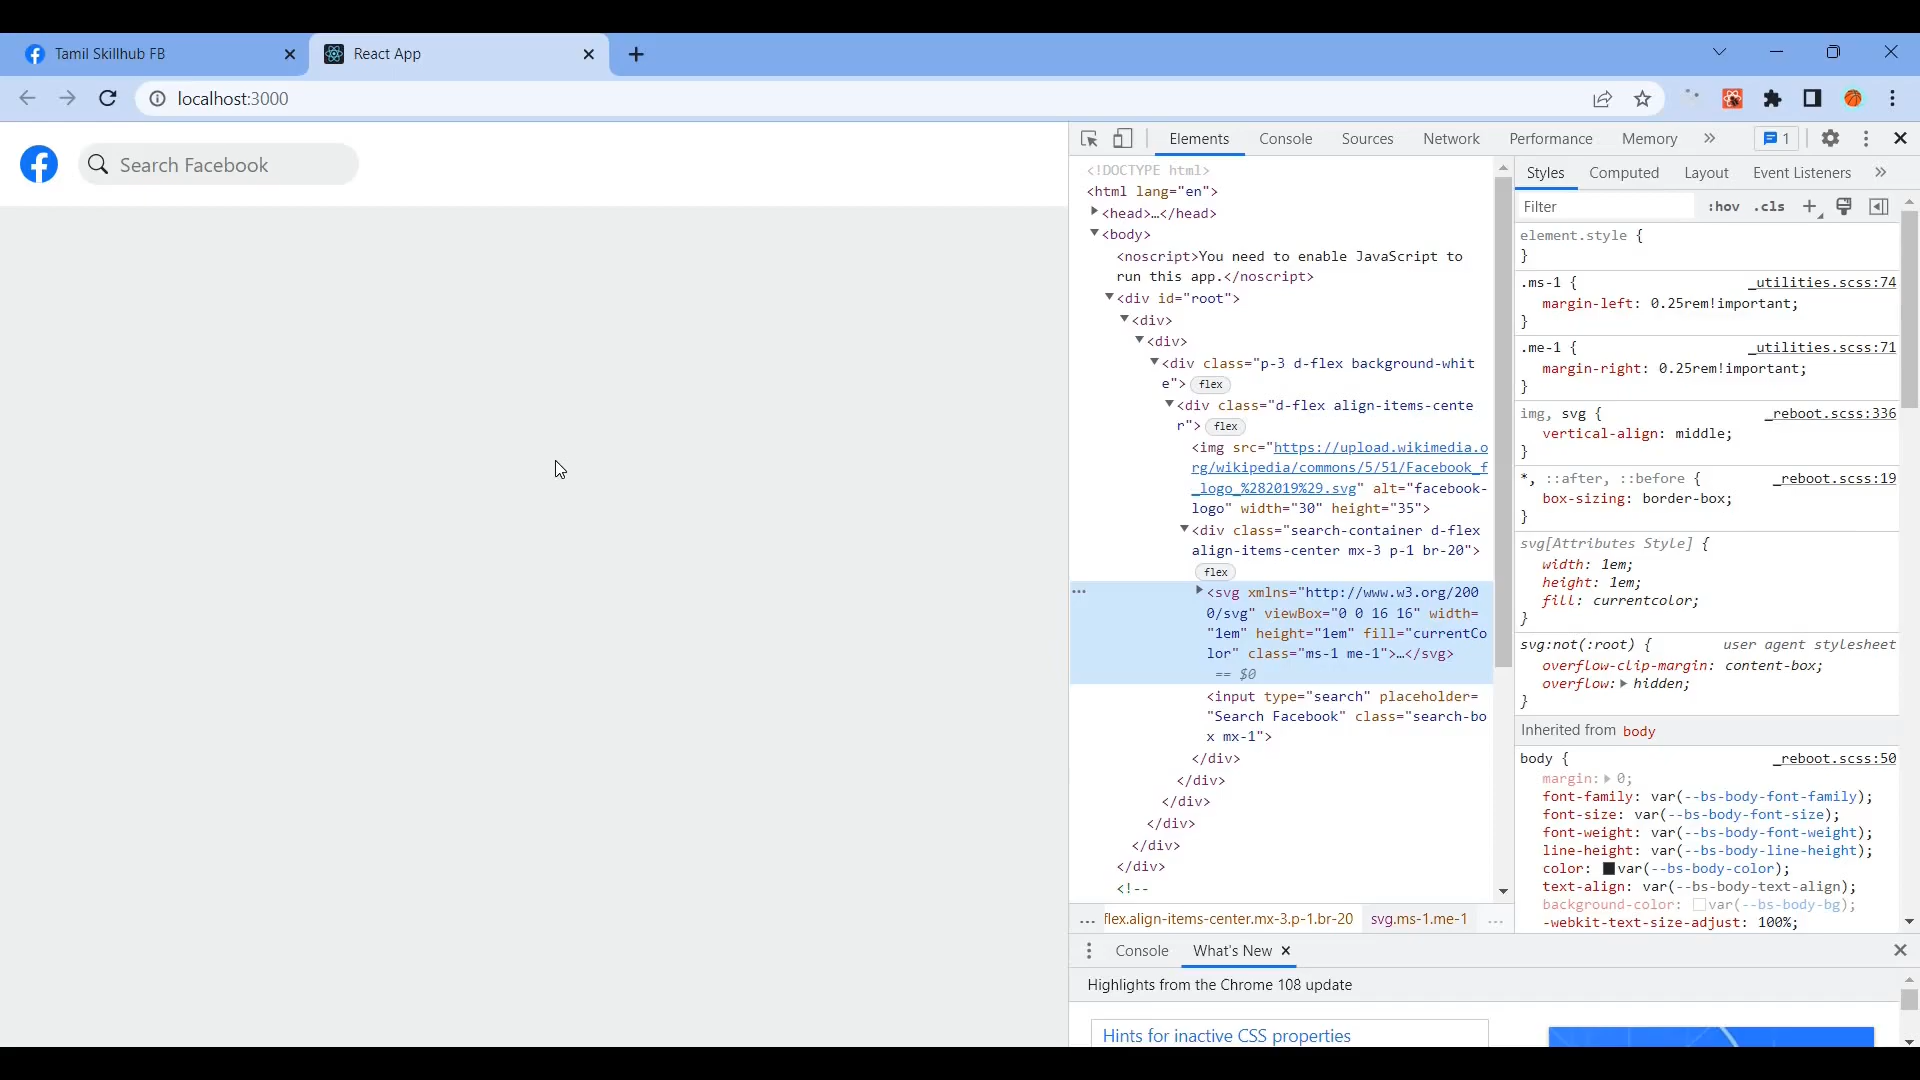 Tamil Skillhub FB
React App
localhost:3000
Search Facebook
Elements Console Sources Network Performance Memory 1
<!DOCTYPE html>
<html lang="en">
<head>…</head>
<body>
<noscript>You need to enable JavaScript to
run this app.</noscript>
<div id="root">
<div>
<div>
<div class="p-3 d-flex background-whit
e"> flex
<div class="d-flex align-items-cente
r"> flex
<img src="https://upload.wikimedia.o
rg/wikipedia/commons/5/51/Facebook_f
_logo_%282019%29.svg" alt="facebook-
logo" width="30" height="35">
<div class="search-container d-flex
align-items-center mx-3 p-1 br-20">
flex
<svg xmlns="http://www.w3.org/200
0/svg" viewBox="0 0 16 16" width=
"1em" height="1em" fill="currentCo
lor" class="ms-1 me-1">…</svg>
== $0
<input type="search" placeholder=
"Search Facebook" class="search-bo
x mx-1">
</div>
</div>
</div>
</div>
</div>
</div>
<!--
... flex.align-items-center.mx-3.p-1.br-20 svg.ms-1.me-1 ...
Styles Computed Layout Event Listeners
Filter :hov .cls
element.style {
}
.ms-1 { _utilities.scss:74
margin-left: 0.25rem!important;
}
.me-1 { _utilities.scss:71
margin-right: 0.25rem!important;
}
img, svg { _reboot.scss:336
vertical-align: middle;
}
*, ::after, ::before { _reboot.scss:19
box-sizing: border-box;
}
svg[Attributes Style] {
width: 1em;
height: 1em;
fill: currentcolor;
}
svg:not(:root) { user agent stylesheet
overflow-clip-margin: content-box;
overflow: hidden;
}
Inherited from body
body { _reboot.scss:50
margin: 0;
font-family: var(--bs-body-font-family);
font-size: var(--bs-body-font-size);
font-weight: var(--bs-body-font-weight);
line-height: var(--bs-body-line-height);
color: var(--bs-body-color);
text-align: var(--bs-body-text-align);
background-color: var(--bs-body-bg);
-webkit-text-size-adjust: 100%;
Console What's New
Highlights from the Chrome 108 update
Hints for inactive CSS properties